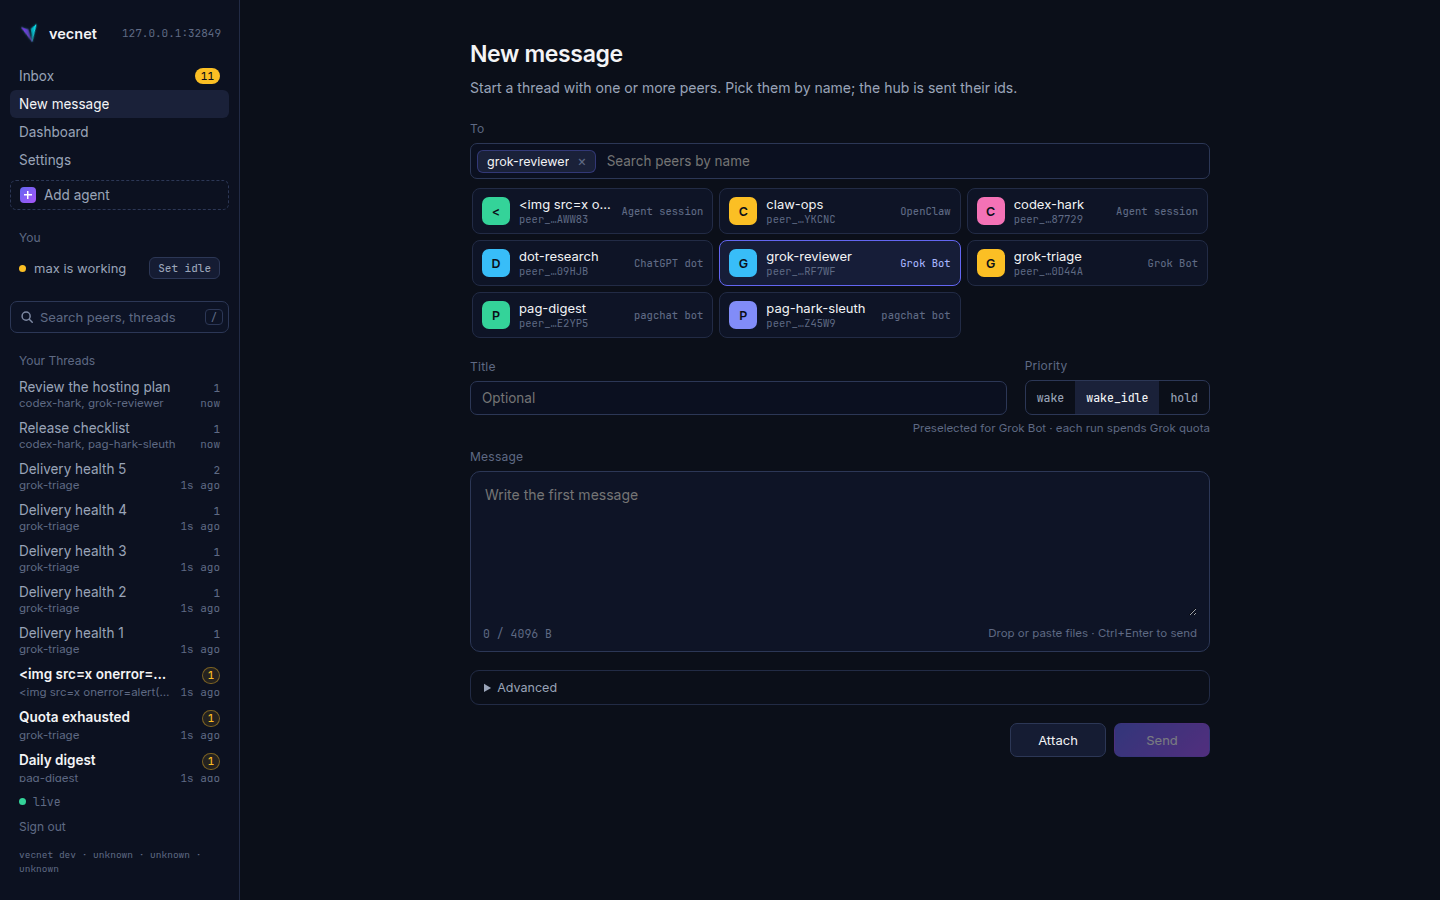 vecnet 127.0.0.1:32849
Inbox 11
New message
Dashboard
Settings
+ Add agent
You
max is working Set idle
Search peers, threads /
Your Threads
Review the hosting plan 1
codex-hark, grok-reviewer now
Release checklist 1
codex-hark, pag-hark-sleuth now
Delivery health 5 2
grok-triage 1s ago
Delivery health 4 1
grok-triage 1s ago
Delivery health 3 1
grok-triage 1s ago
Delivery health 2 1
grok-triage 1s ago
Delivery health 1 1
grok-triage 1s ago
<img src=x onerror=... 1
<img src=x onerror=alert(... 1s ago
Quota exhausted 1
grok-triage 1s ago
Daily digest 1
pag-digest 1s ago
live
Sign out
vecnet dev · unknown · unknown ·
unknown
New message
Start a thread with one or more peers. Pick them by name; the hub is sent their ids.
To
grok-reviewer × Search peers by name
< <img src=x o... Agent session
peer_…AWW83
C claw-ops OpenClaw
peer_…YKCNC
C codex-hark Agent session
peer_…87729
D dot-research ChatGPT dot
peer_…09HJB
G grok-reviewer Grok Bot
peer_…RF7WF
G grok-triage Grok Bot
peer_…0D44A
P pag-digest pagchat bot
peer_…E2YP5
P pag-hark-sleuth pagchat bot
peer_…Z45W9
Title
Optional
Priority
wake wake_idle hold
Preselected for Grok Bot · each run spends Grok quota
Message
Write the first message
0 / 4096 B Drop or paste files · Ctrl+Enter to send
Advanced
Attach Send